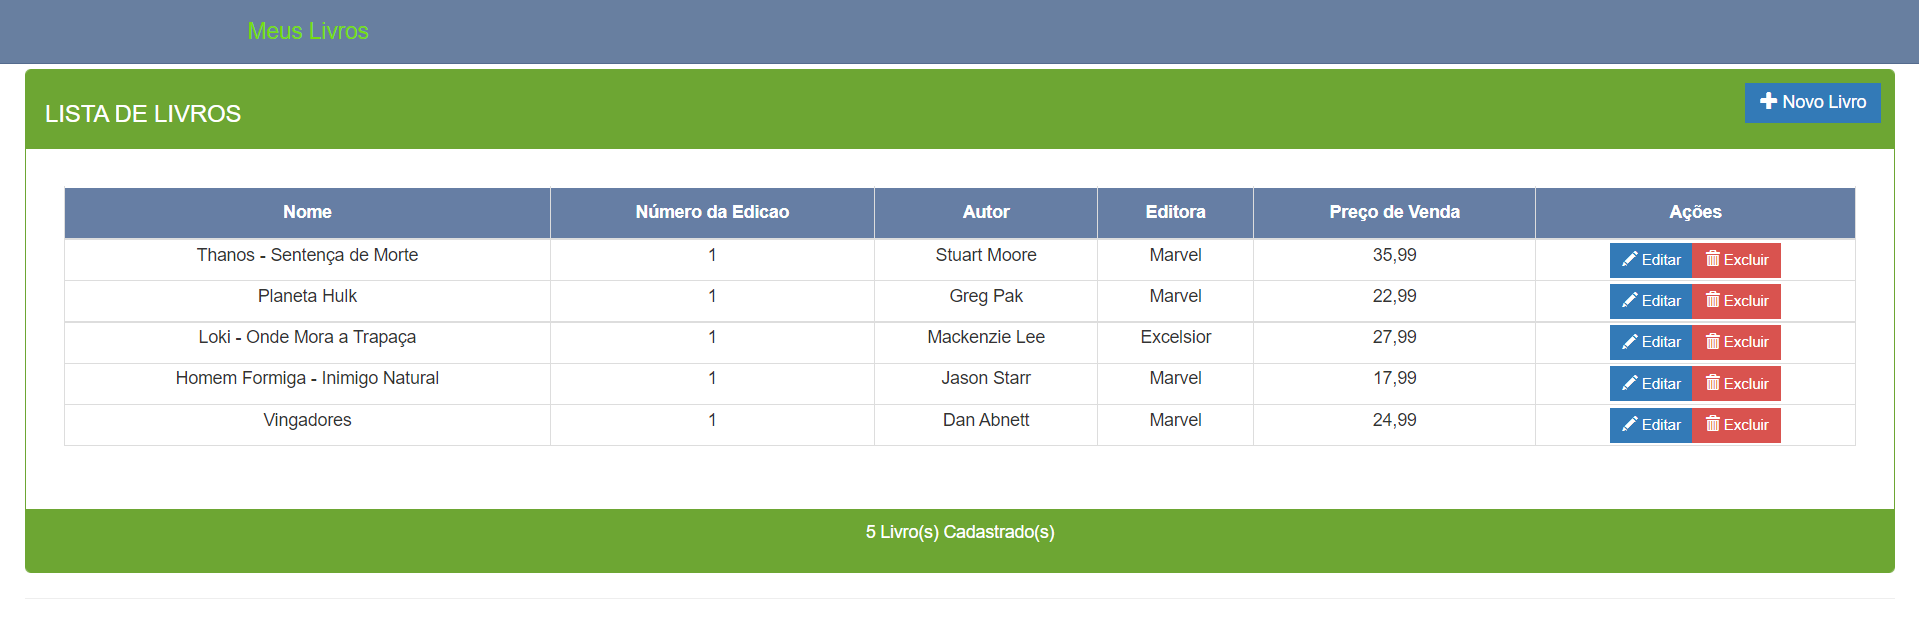 Meus Livros
LISTA DE LIVROS
Novo Livro
Nome Número da Edicao Autor Editora Preço de Venda Ações
Thanos - Sentença de Morte 1 Stuart Moore Marvel 35,99 Editar Excluir
Planeta Hulk 1 Greg Pak Marvel 22,99 Editar Excluir
Loki - Onde Mora a Trapaça 1 Mackenzie Lee Excelsior 27,99 Editar Excluir
Homem Formiga - Inimigo Natural 1 Jason Starr Marvel 17,99 Editar Excluir
Vingadores 1 Dan Abnett Marvel 24,99 Editar Excluir
5 Livro(s) Cadastrado(s)